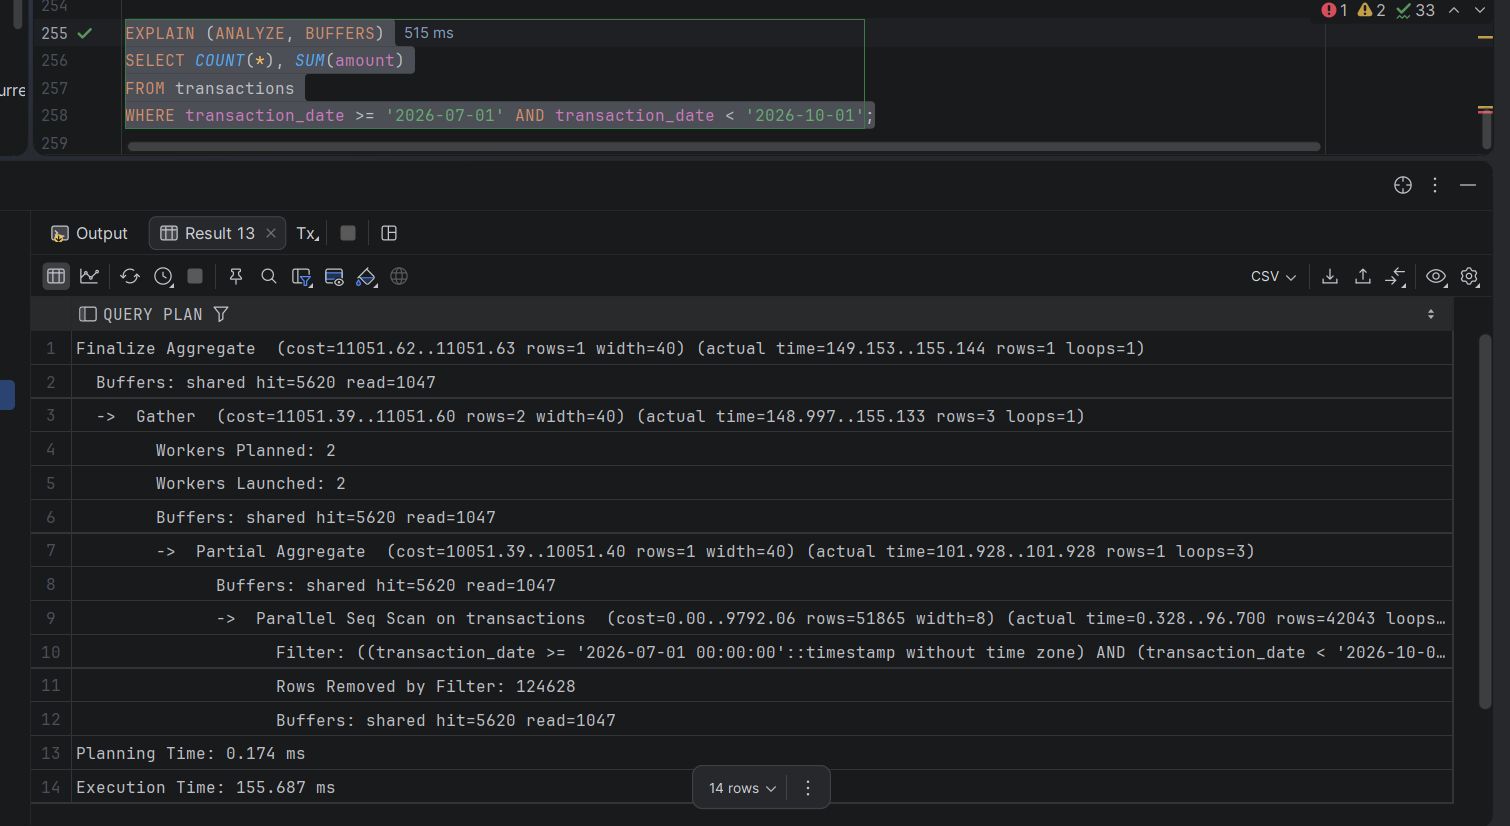 254
1 2 33
255 EXPLAIN (ANALYZE, BUFFERS) 515 ms
256 SELECT COUNT(*), SUM(amount)
urre
257 FROM transactions
258 WHERE transaction_date >= '2026-07-01' AND transaction_date < '2026-10-01';
259
Output Result 13 Tx
CSV
QUERY PLAN
1 Finalize Aggregate (cost=11051.62..11051.63 rows=1 width=40) (actual time=149.153..155.144 rows=1 loops=1)
2 Buffers: shared hit=5620 read=1047
3 -> Gather (cost=11051.39..11051.60 rows=2 width=40) (actual time=148.997..155.133 rows=3 loops=1)
4 Workers Planned: 2
5 Workers Launched: 2
6 Buffers: shared hit=5620 read=1047
7 -> Partial Aggregate (cost=10051.39..10051.40 rows=1 width=40) (actual time=101.928..101.928 rows=1 loops=3)
8 Buffers: shared hit=5620 read=1047
9 -> Parallel Seq Scan on transactions (cost=0.00..9792.06 rows=51865 width=8) (actual time=0.328..96.700 rows=42043 loops…
10 Filter: ((transaction_date >= '2026-07-01 00:00:00'::timestamp without time zone) AND (transaction_date < '2026-10-0…
11 Rows Removed by Filter: 124628
12 Buffers: shared hit=5620 read=1047
13 Planning Time: 0.174 ms
14 Execution Time: 155.687 ms
14 rows